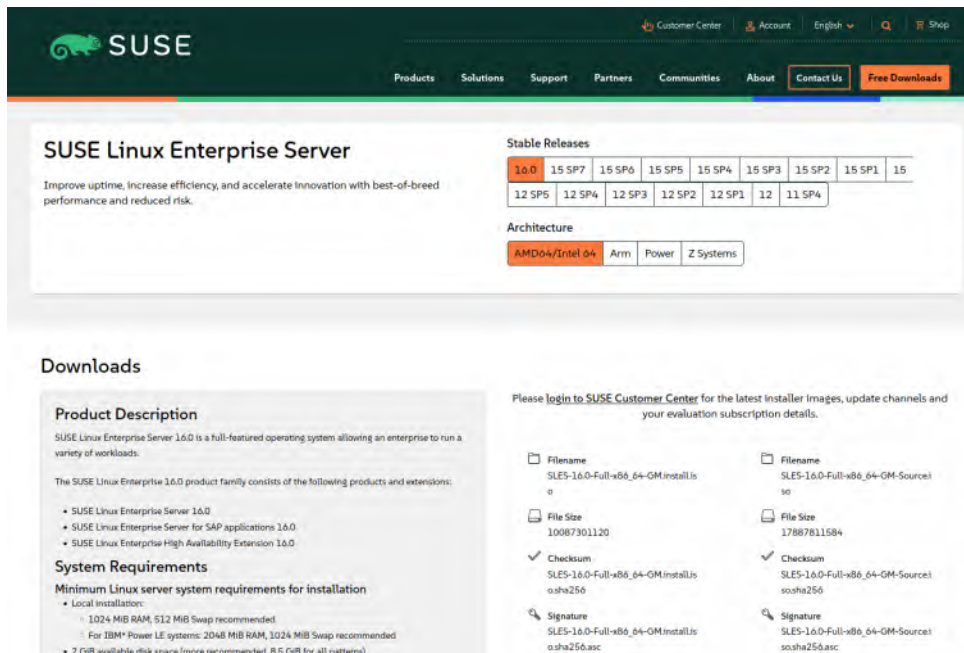 Customer Center
Account
English
Shop
SUSE
Products
Solutions
Support
Partners
Communities
About
Contact Us
Free Downloads
SUSE Linux Enterprise Server
Improve uptime, increase efficiency, and accelerate innovation with best-of-breed
performance and reduced risk.
Stable Releases
16.0 15 SP7 15 SP6 15 SP5 15 SP4 15 SP3 15 SP2 15 SP1 15
12 SP5 12 SP4 12 SP3 12 SP2 12 SP1 12 11 SP4
Architecture
AMD64/Intel 64 Arm Power Z Systems
Downloads
Product Description
SUSE Linux Enterprise Server 16.0 is a full-featured operating system allowing an enterprise to run a
variety of workloads.
The SUSE Linux Enterprise 16.0 product family consists of the following products and extensions:
• SUSE Linux Enterprise Server 16.0
• SUSE Linux Enterprise Server for SAP applications 16.0
• SUSE Linux Enterprise High Availability Extension 16.0
System Requirements
Minimum Linux server system requirements for installation
• Local installation:
◦ 1024 MiB RAM, 512 MiB Swap recommended
◦ For IBM® Power LE systems: 2048 MiB RAM, 1024 MiB Swap recommended
• 2 GiB available disk space (more recommended, 8.5 GiB for all patterns)
Please login to SUSE Customer Center for the latest installer images, update channels and
your evaluation subscription details.
Filename
SLES-16.0-Full-x86_64-GM.install.is
o
File Size
10087301120
Checksum
SLES-16.0-Full-x86_64-GM.install.is
o.sha256
Signature
SLES-16.0-Full-x86_64-GM.install.is
o.sha256.asc
Filename
SLES-16.0-Full-x86_64-GM-Source.i
so
File Size
17887811584
Checksum
SLES-16.0-Full-x86_64-GM-Source.i
so.sha256
Signature
SLES-16.0-Full-x86_64-GM-Source.i
so.sha256.asc